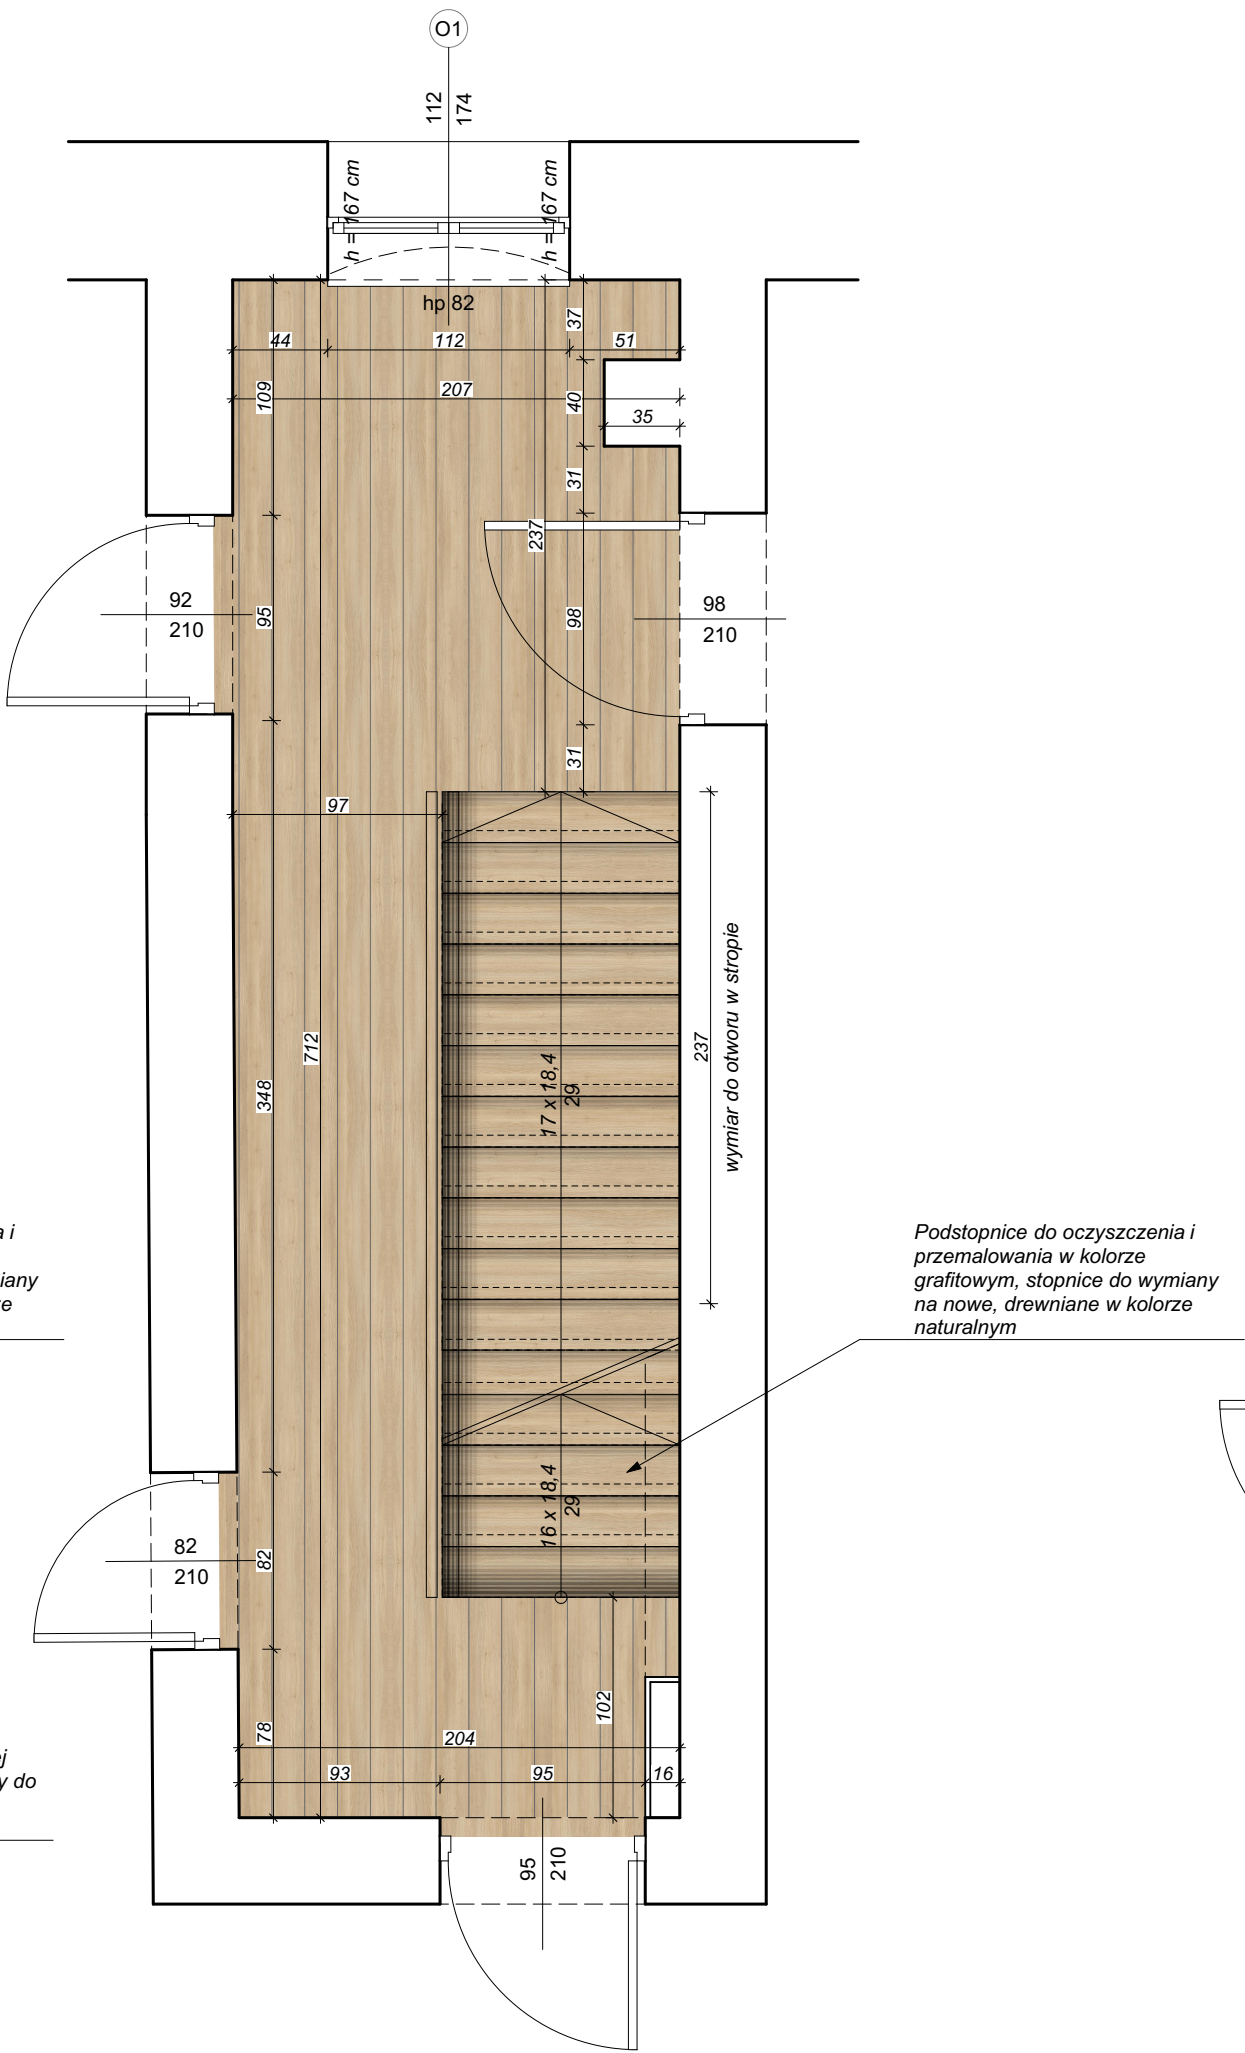 O1
112
174
h = 167 cm
h = 167 cm
hp 82
37
44
112
51
109
207
40
35
31
237
92
210
95
98
98
210
31
97
237
wymiar do otworu w stropie
712
348
17 x 18,4
29
a i
iany
e
Podstopnice do oczyszczenia i
przemalowania w kolorze
grafitowym, stopnice do wymiany
na nowe, drewniane w kolorze
naturalnym
16 x 18,4
29
82
210
82
102
78
204
ej
y do
93
95
16
95
210